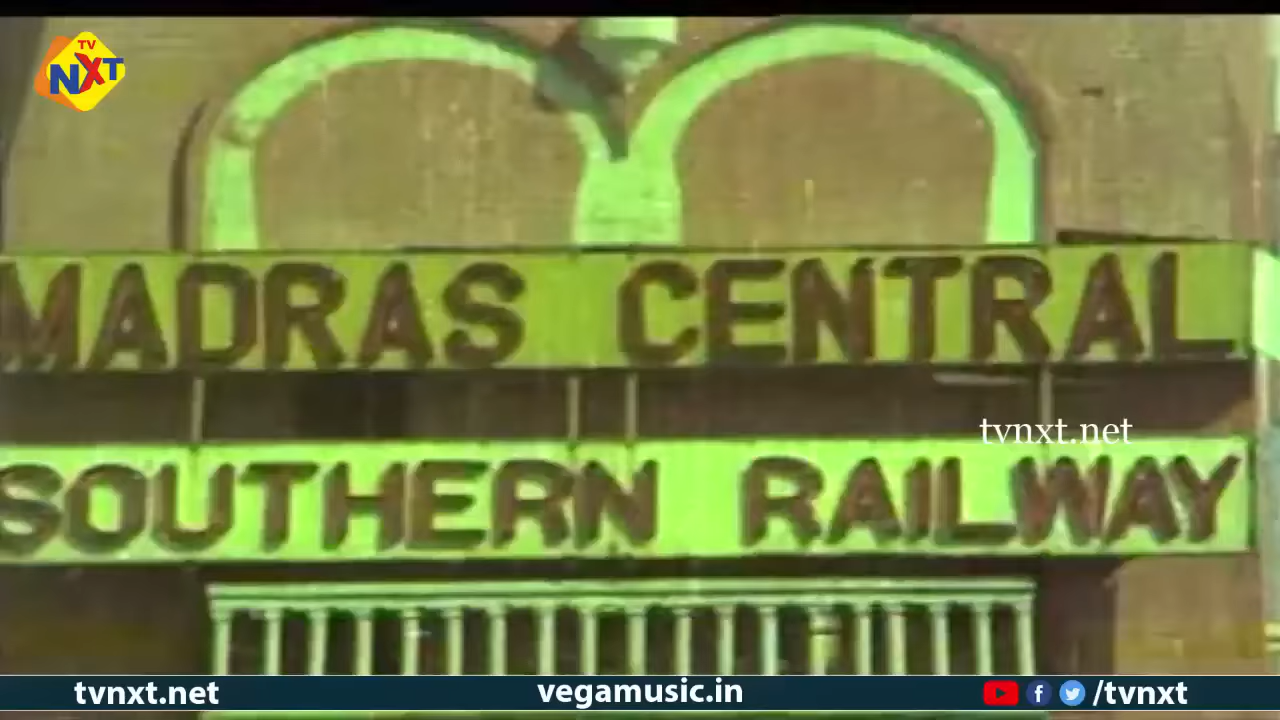 TV
NXT
MADRAS CENTRAL
tvnxt.net
SOUTHERN RAILWAY
tvnxt.net
vegamusic.in
/tvnxt